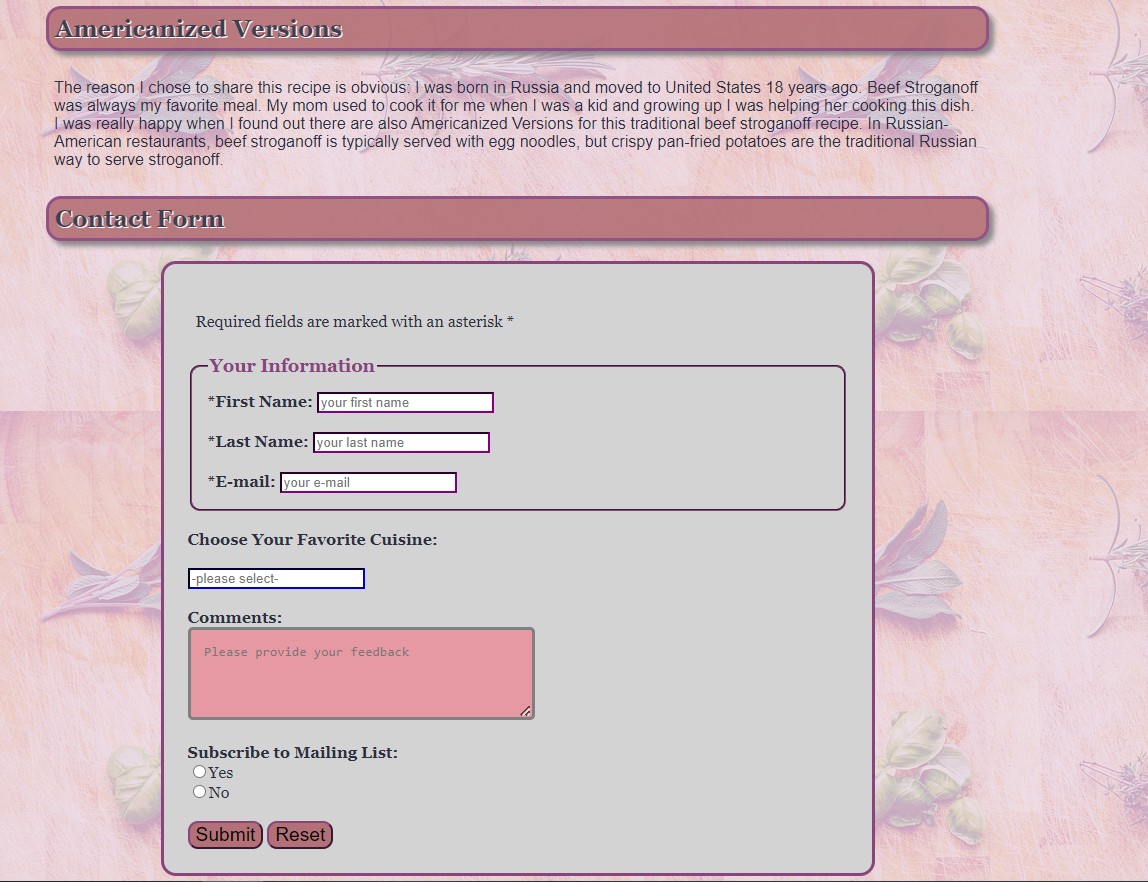 Americanized Versions
The reason I chose to share this recipe is obvious: I was born in Russia and moved to United States 18 years ago. Beef Stroganoff
was always my favorite meal. My mom used to cook it for me when I was a kid and growing up I was helping her cooking this dish.
I was really happy when I found out there are also Americanized Versions for this traditional beef stroganoff recipe. In Russian-
American restaurants, beef stroganoff is typically served with egg noodles, but crispy pan-fried potatoes are the traditional Russian
way to serve stroganoff.
Contact Form
Required fields are marked with an asterisk *
Your Information
*First Name: your first name
*Last Name: your last name
*E-mail: your e-mail
Choose Your Favorite Cuisine:
-please select-
Comments:
Please provide your feedback
Subscribe to Mailing List:
Yes
No
Submit Reset